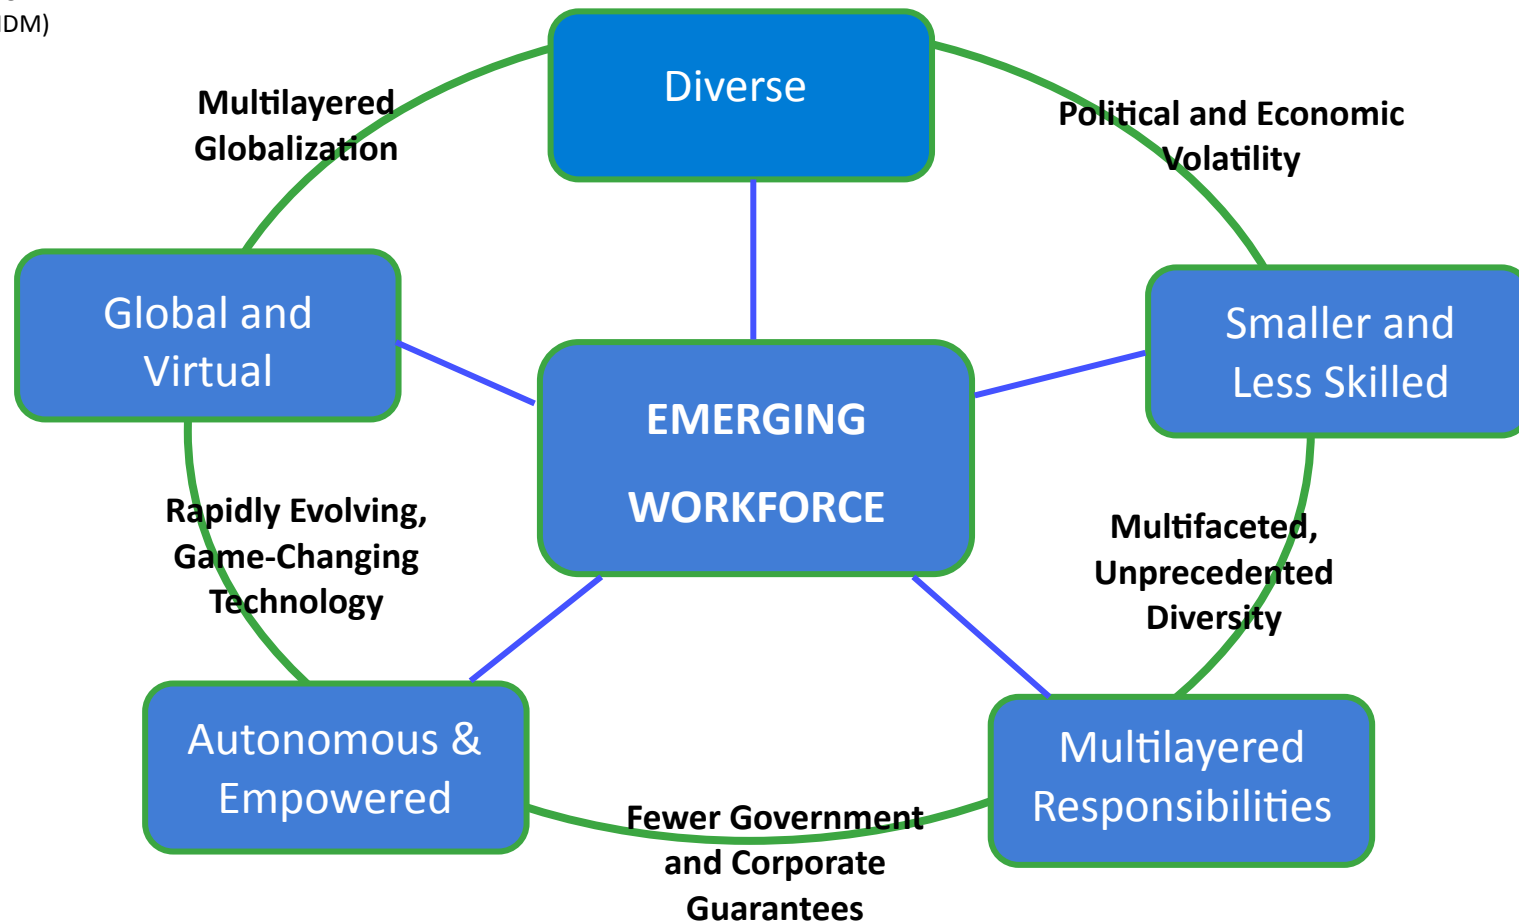 Diverse
Multilayered
Globalization
Political and Economic
Volatility
Global and
Virtual
Smaller and
Less Skilled
EMERGING
WORKFORCE
Rapidly Evolving,
Game-Changing
Technology
Multifaceted,
Unprecedented
Diversity
Autonomous &
Empowered
Multilayered
Responsibilities
Fewer Government
and Corporate
Guarantees